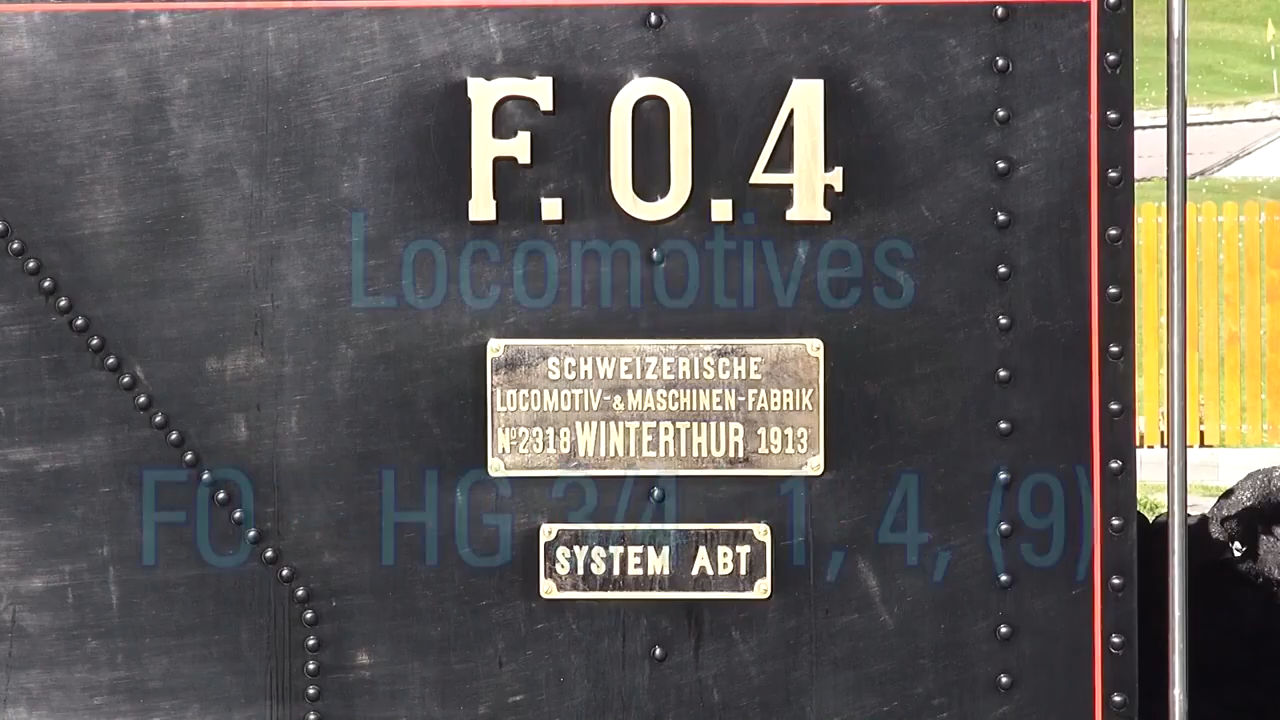 F.O.4
Locomotives
SCHWEIZERISCHE
LOCOMOTIV-&MASCHINEN-FABRIK
Nº2318 WINTERTHUR 1913
FO HG 3/4 1, 4, (9)
SYSTEM ABT